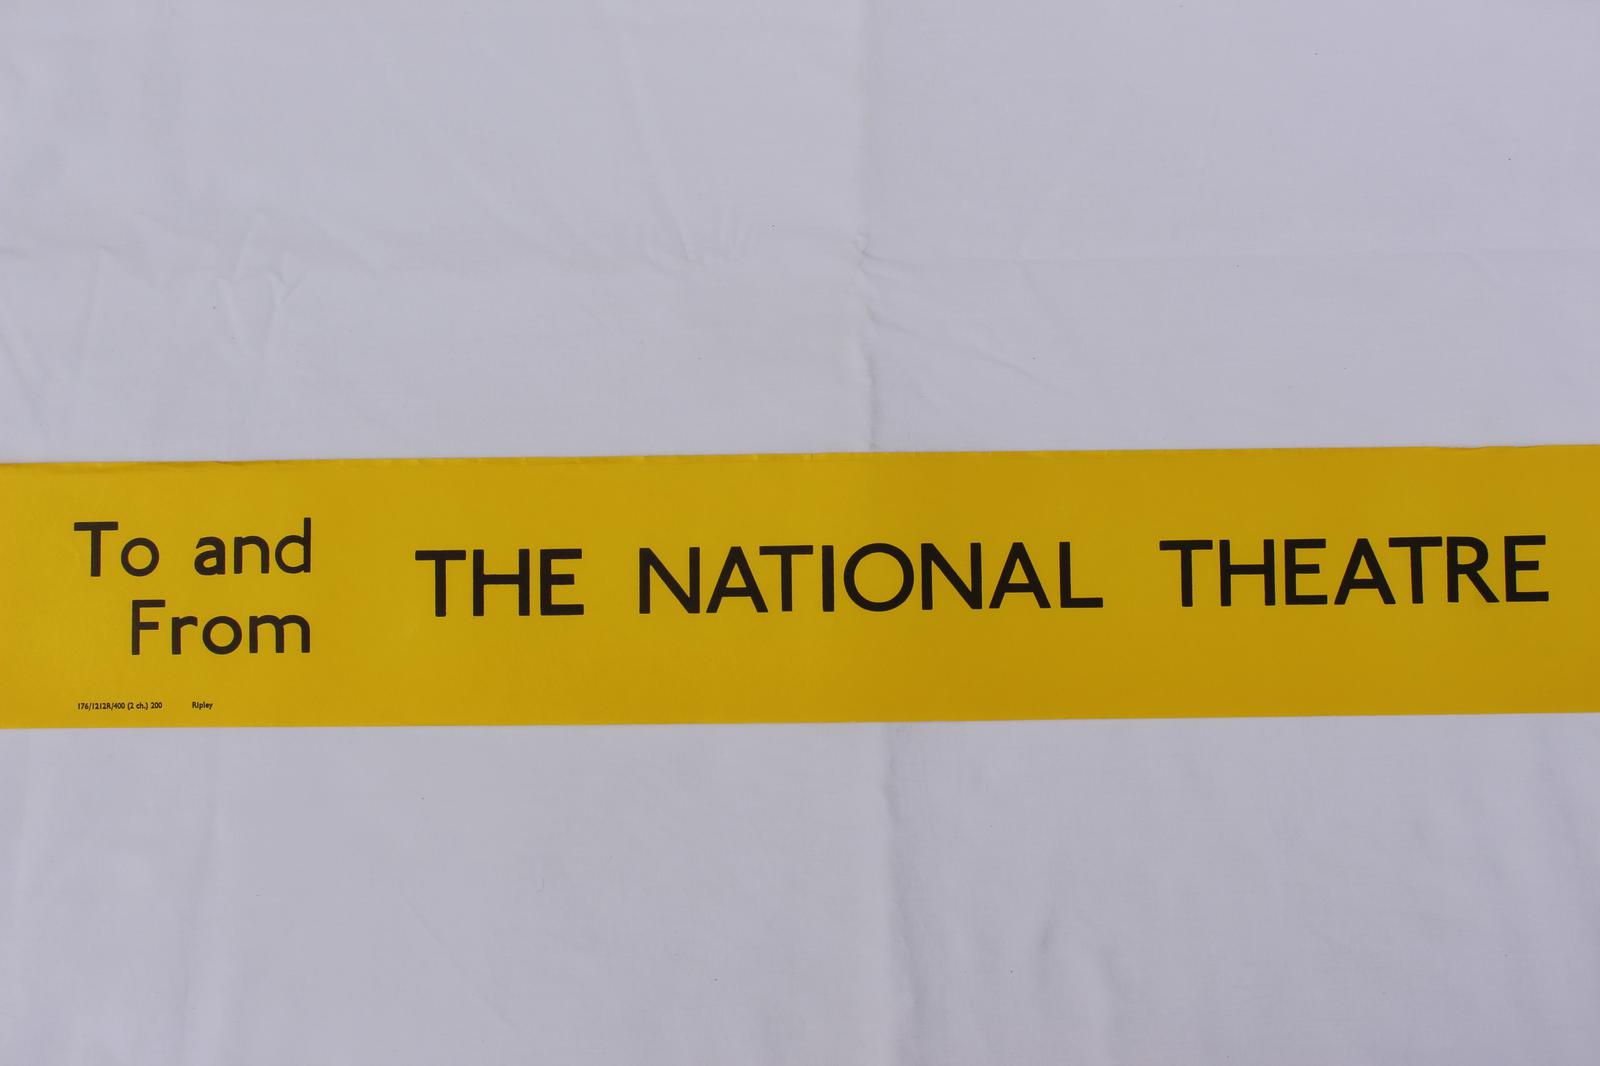 To and
From
THE NATIONAL THEATRE
176/1212R/400 (2 ch.) 200 Ripley